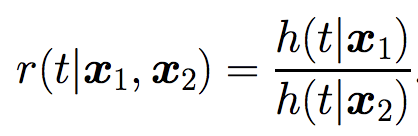 r(t|𝒙₁, 𝒙₂) = h(t|𝒙₁) / h(t|𝒙₂).